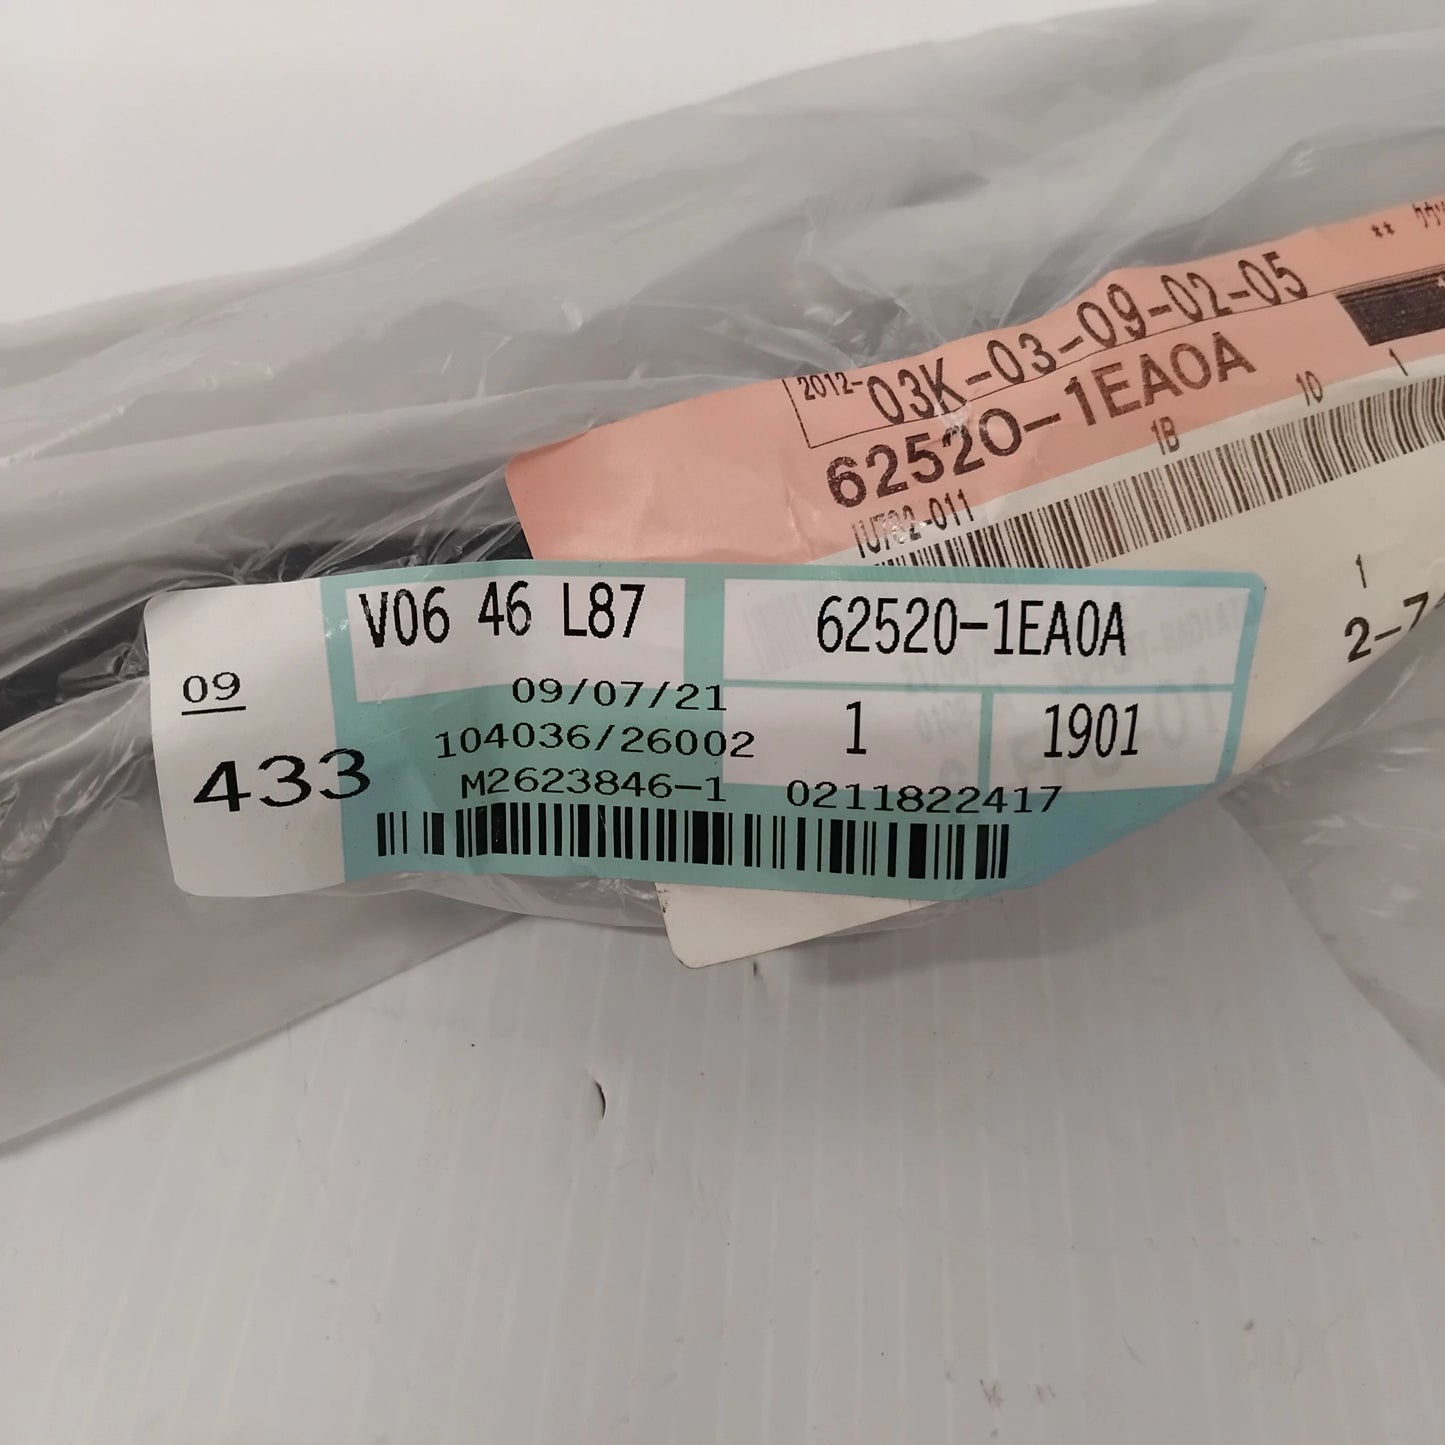 ** 
2012-03K-03-09-02-05
62520-1EA0A
1U782-011
1B 10 1
1
V06 46 L87
62520-1EA0A
09
09/07/21
1
1901
433
104036/26002
M2623846-1
0211822417